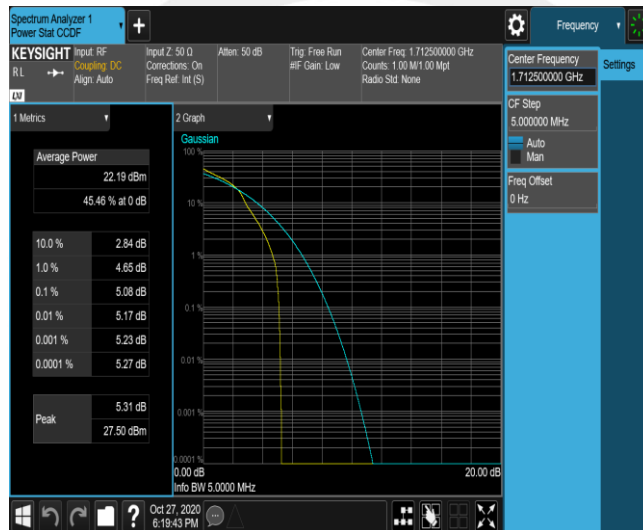 Spectrum Analyzer 1
Power Stat CCDF
+
Frequency
KEYSIGHT
RL
LXI
Input: RF
Coupling: DC
Align: Auto
Input Z: 50 Ω
Corrections: On
Freq Ref: Int (S)
Atten: 50 dB
Trig: Free Run
#IF Gain: Low
Center Freq: 1.712500000 GHz
Counts: 1.00 M/1.00 Mpt
Radio Std: None
Center Frequency
1.712500000 GHz
Settings
CF Step
5.000000 MHz
Auto
Man
Freq Offset
0 Hz
1 Metrics
Average Power
22.19 dBm
45.46 % at 0 dB
10.0 % 2.84 dB
1.0 % 4.65 dB
0.1 % 5.08 dB
0.01 % 5.17 dB
0.001 % 5.23 dB
0.0001 % 5.27 dB
Peak
5.31 dB
27.50 dBm
2 Graph
Gaussian
100 %
10 %
1 %
0.1 %
0.01 %
0.001 %
0.0001 %
0.00 dB
20.00 dB
Info BW 5.0000 MHz
?
Oct 27, 2020
6:19:43 PM